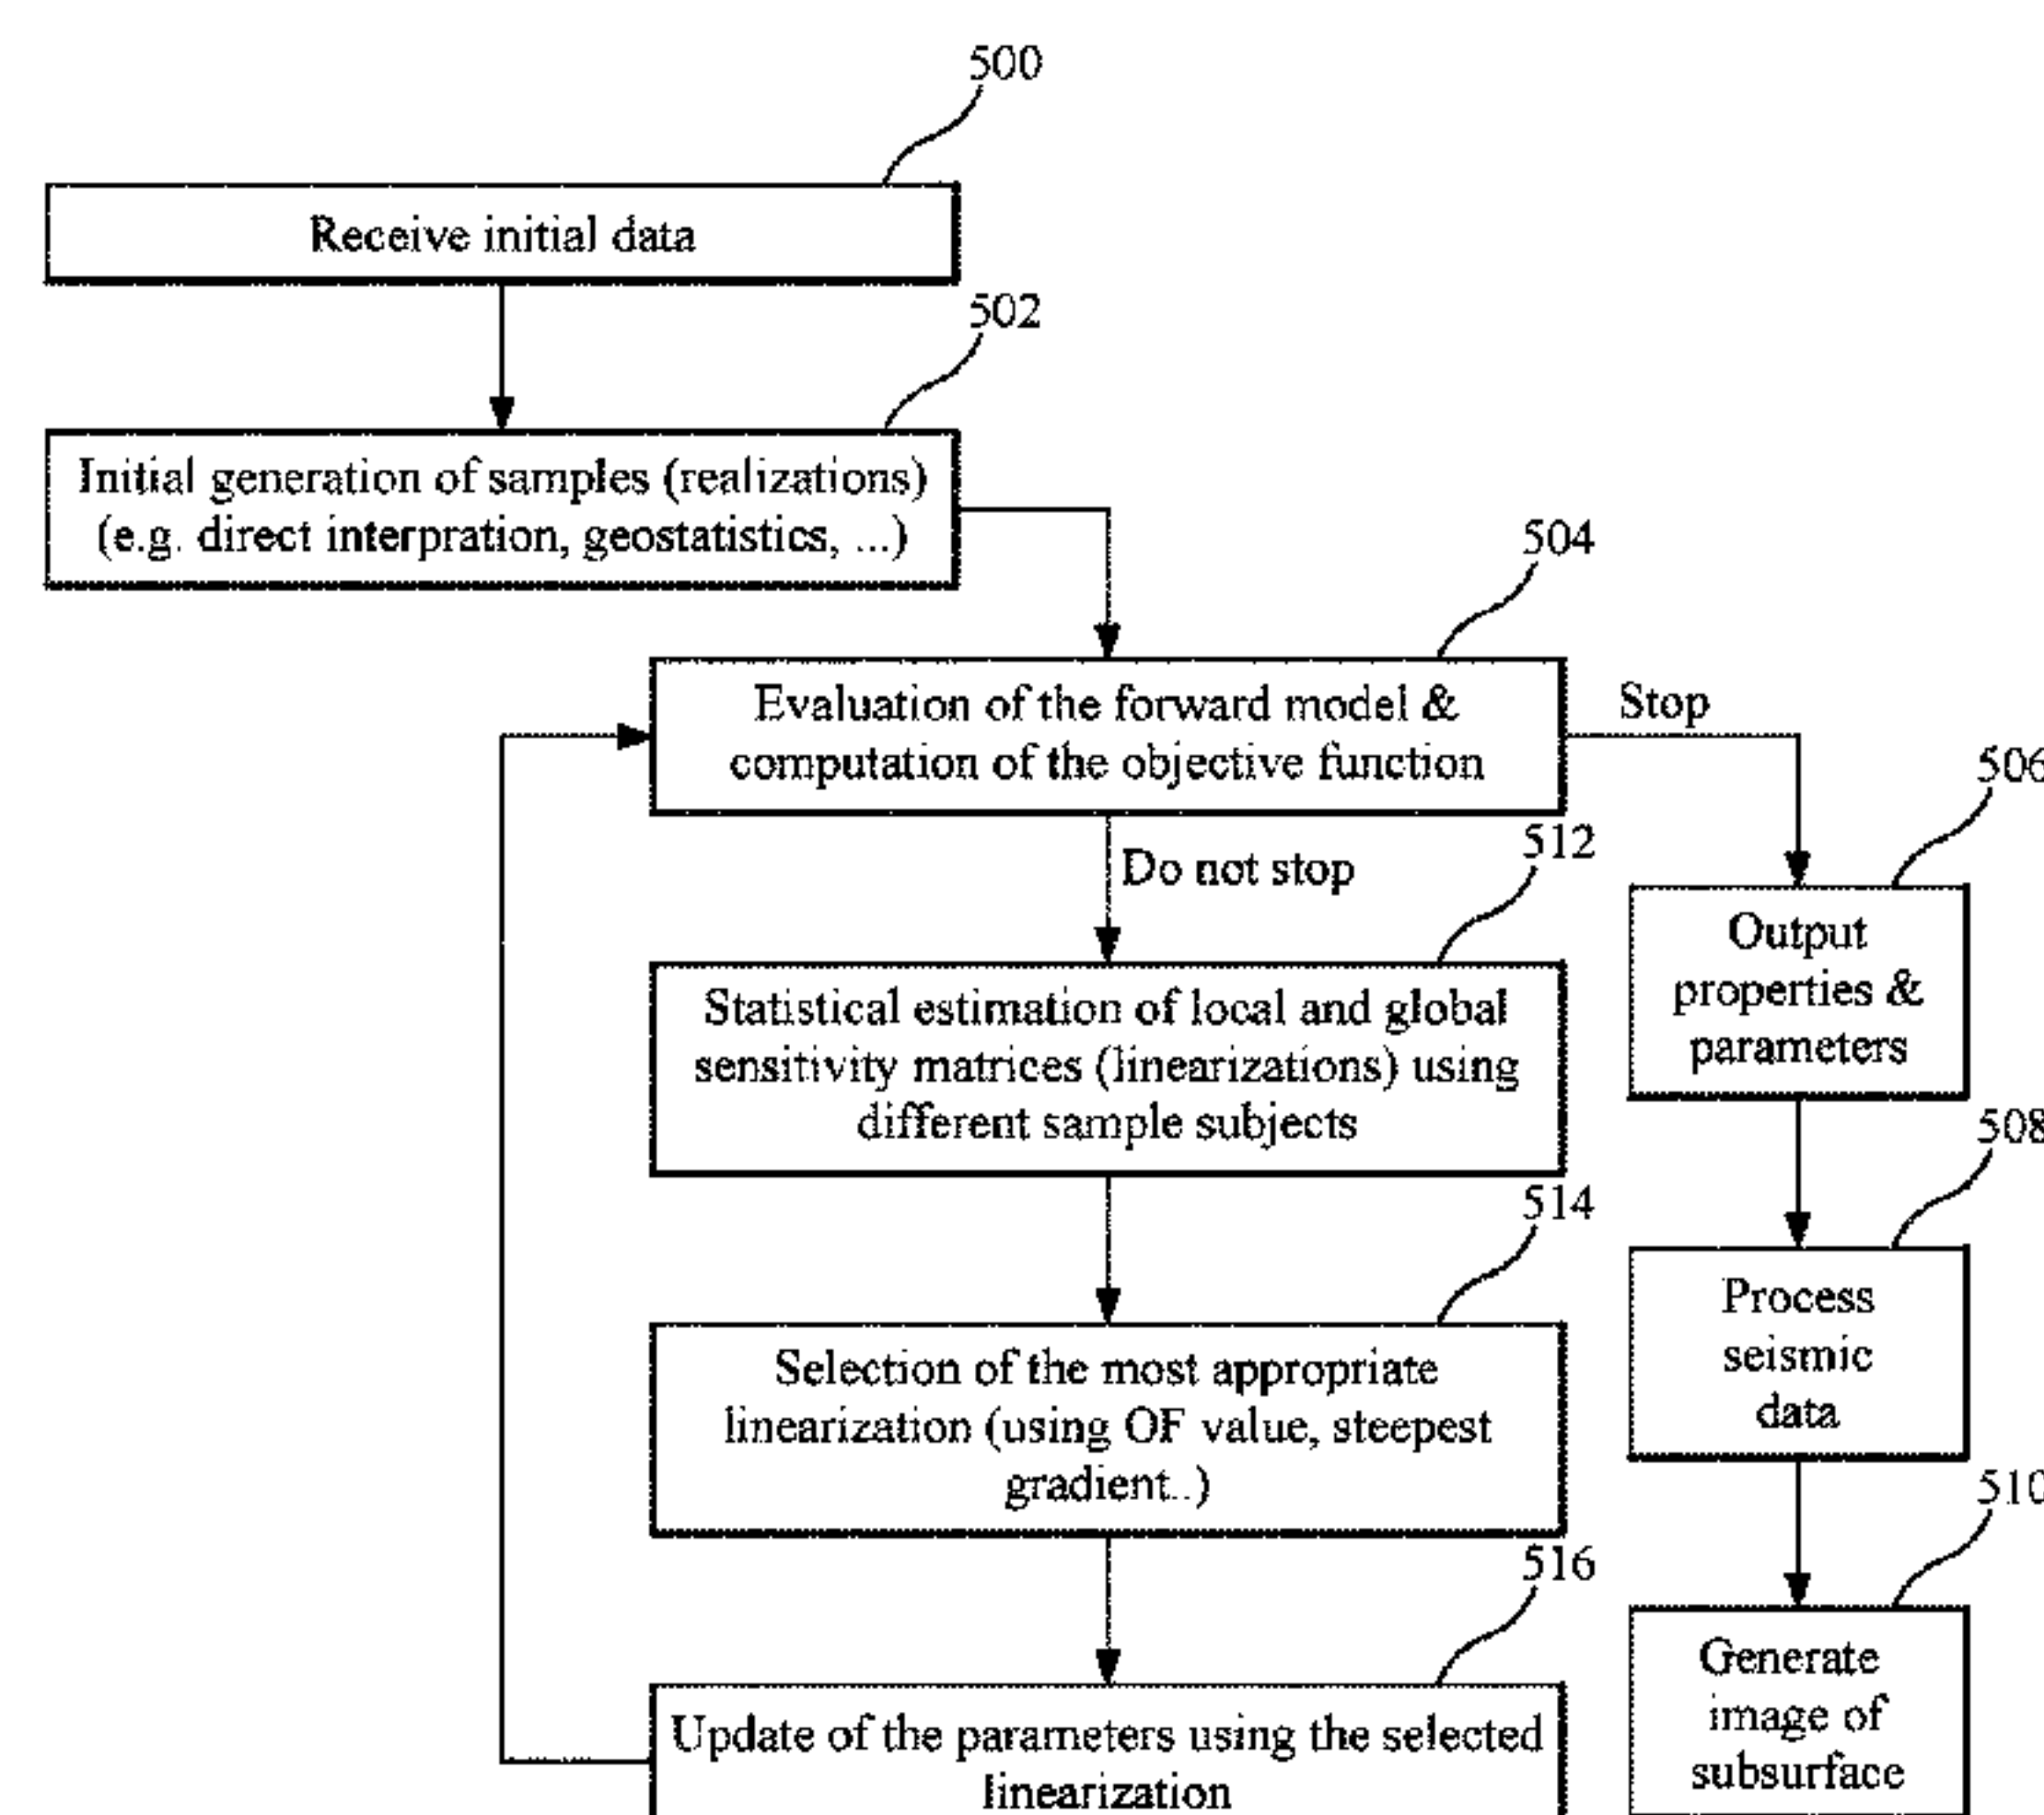 500
Receive initial data
502
Initial generation of samples (realizations)
(e.g. direct interpration, geostatistics, ...)
504
Evaluation of the forward model &
computation of the objective function
Stop
506
Do not stop
512
Output
properties &
parameters
Statistical estimation of local and global
sensitivity matrices (linearizations) using
different sample subjects
508
514
Process
seismic
data
Selection of the most appropriate
linearization (using OF value, steepest
gradient..)
510
516
Generate
image of
subsurface
Update of the parameters using the selected
linearization